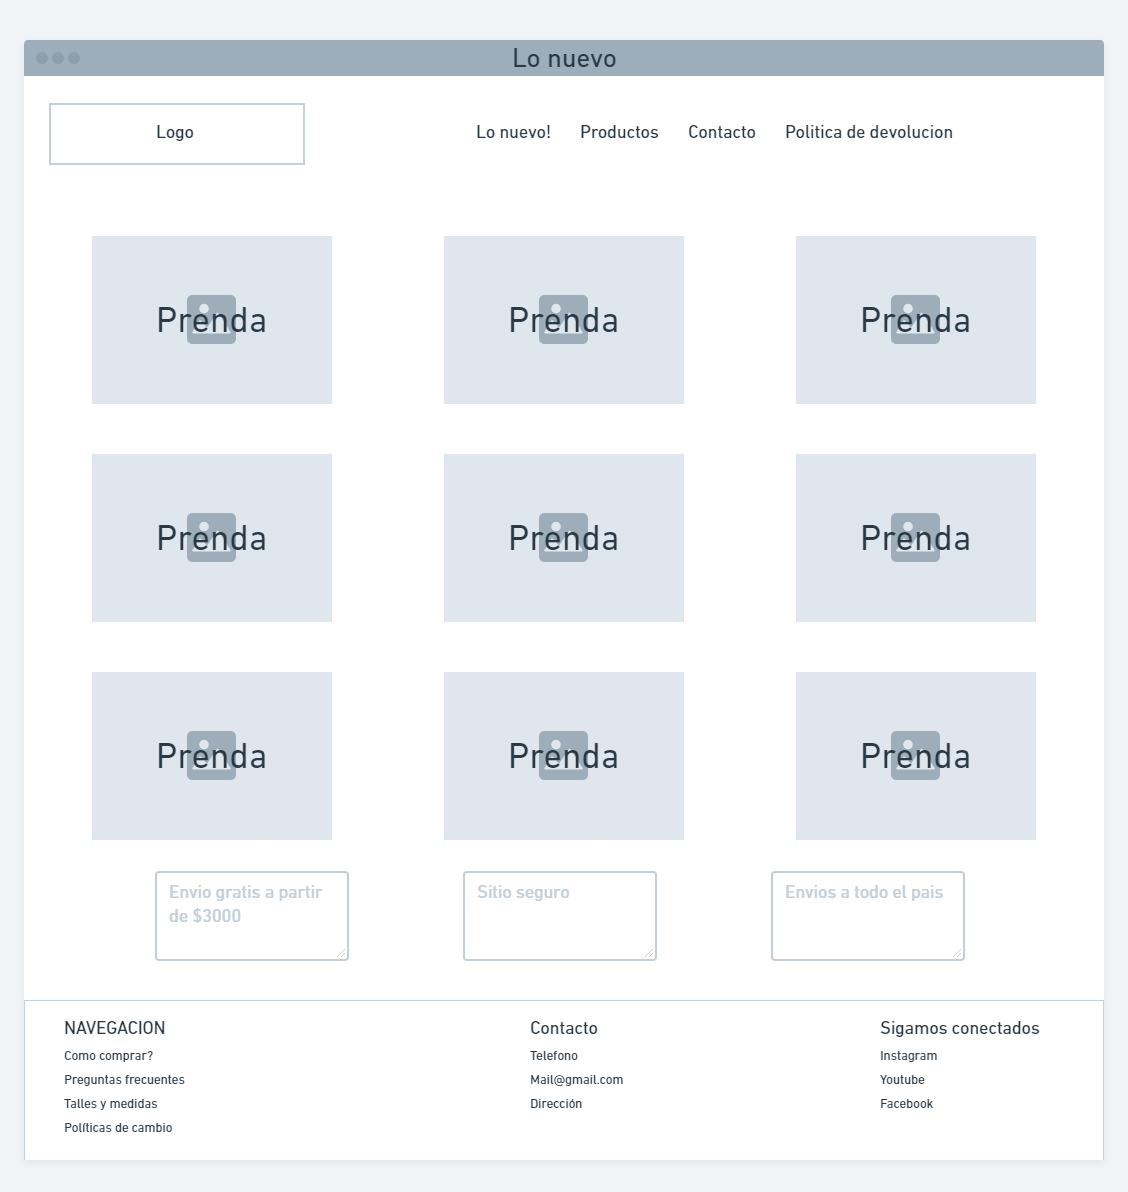 Lo nuevo
Logo
Lo nuevo! Productos Contacto Politica de devolucion
Prenda Prenda Prenda
Prenda Prenda Prenda
Prenda Prenda Prenda
Envio gratis a partir
de $3000
Sitio seguro
Envios a todo el pais
NAVEGACION
Como comprar?
Preguntas frecuentes
Talles y medidas
Políticas de cambio
Contacto
Telefono
Mail@gmail.com
Dirección
Sigamos conectados
Instagram
Youtube
Facebook